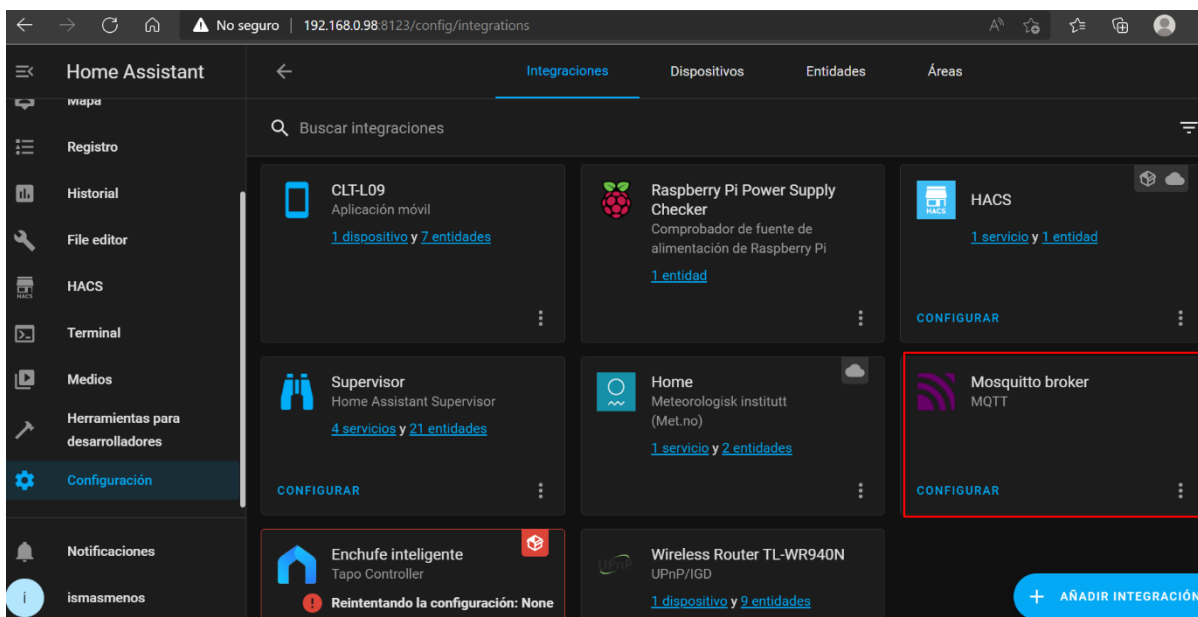 No seguro | 192.168.0.98:8123/config/integrations
Home Assistant
Integraciones
Dispositivos
Entidades
Áreas
Mapa
Registro
Historial
File editor
HACS
HACS
Terminal
Medios
Herramientas para
desarrolladores
Configuración
Notificaciones
i
ismasmenos
Buscar integraciones
CLT-L09
Aplicación móvil
1 dispositivo y 7 entidades
Raspberry Pi Power Supply
Checker
Comprobador de fuente de
alimentación de Raspberry Pi
1 entidad
HACS
HACS
1 servicio y 1 entidad
CONFIGURAR
Supervisor
Home Assistant Supervisor
4 servicios y 21 entidades
CONFIGURAR
Home
Meteorologisk institutt
(Met.no)
1 servicio y 2 entidades
Mosquitto broker
MQTT
CONFIGURAR
Enchufe inteligente
Tapo Controller
Reintentando la configuración: None
UPnP
Wireless Router TL-WR940N
UPnP/IGD
1 dispositivo y 9 entidades
+ AÑADIR INTEGRACIÓN